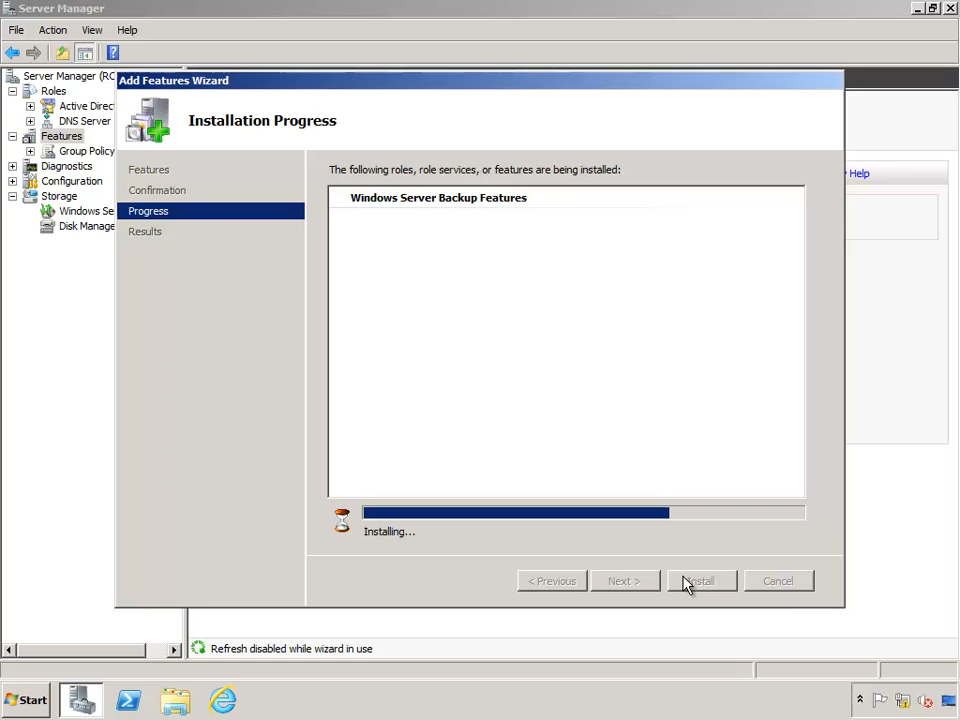 Server Manager
File Action View Help
Server Manager (RO
Roles
Active Direc
DNS Server
Features
Group Policy
Diagnostics
Configuration
Storage
Windows Se
Disk Manage
Add Features Wizard
Installation Progress
Features
Confirmation
Progress
Results
The following roles, role services, or features are being installed:
Windows Server Backup Features
Installing...
< Previous Next > Install Cancel
Help
Refresh disabled while wizard in use
Start